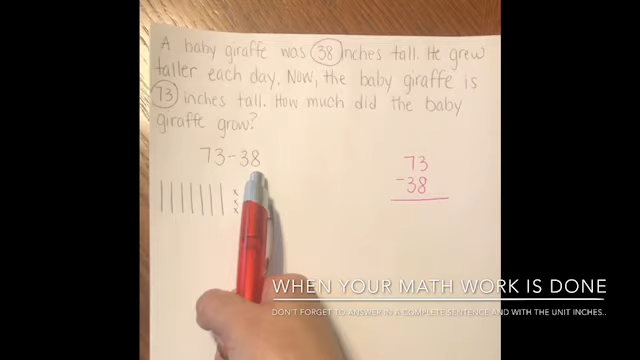 A baby giraffe was 38 inches tall. He grew
taller each day. Now, the baby giraffe is
73 inches tall. How much did the baby
giraffe grow?
73-38
73
-38
WHEN YOUR MATH WORK IS DONE
DON'T FORGET TO ANSWER IN A COMPLETE SENTENCE AND WITH THE UNIT INCHES..